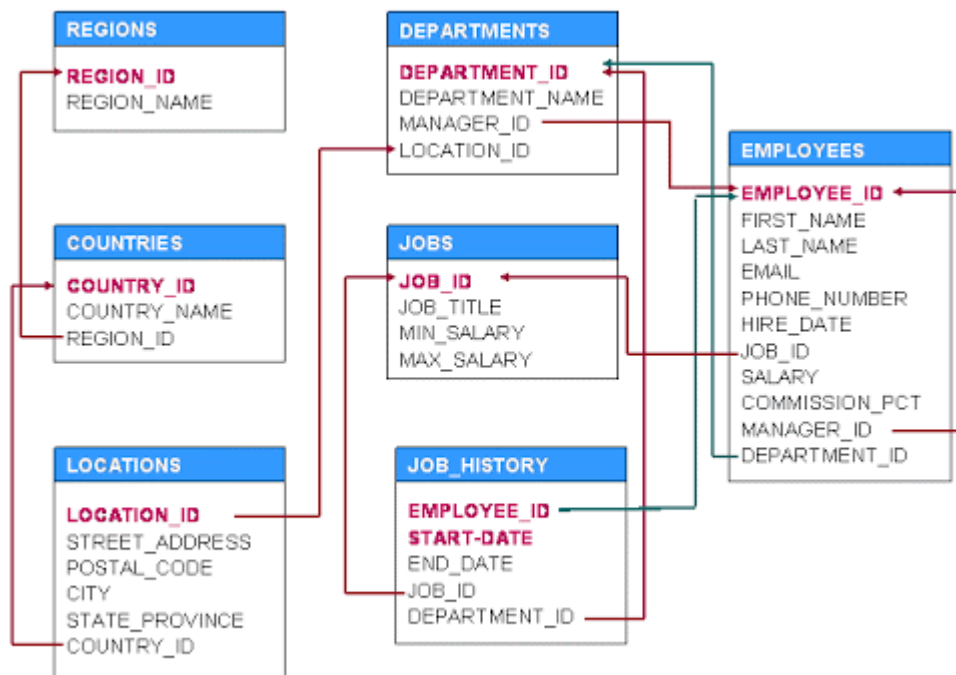 REGIONS
REGION_ID
REGION_NAME
DEPARTMENTS
DEPARTMENT_ID
DEPARTMENT_NAME
MANAGER_ID
LOCATION_ID
EMPLOYEES
EMPLOYEE_ID
FIRST_NAME
LAST_NAME
EMAIL
PHONE_NUMBER
HIRE_DATE
JOB_ID
SALARY
COMMISSION_PCT
MANAGER_ID
DEPARTMENT_ID
COUNTRIES
COUNTRY_ID
COUNTRY_NAME
REGION_ID
JOBS
JOB_ID
JOB_TITLE
MIN_SALARY
MAX_SALARY
LOCATIONS
LOCATION_ID
STREET_ADDRESS
POSTAL_CODE
CITY
STATE_PROVINCE
COUNTRY_ID
JOB_HISTORY
EMPLOYEE_ID
START-DATE
END_DATE
JOB_ID
DEPARTMENT_ID